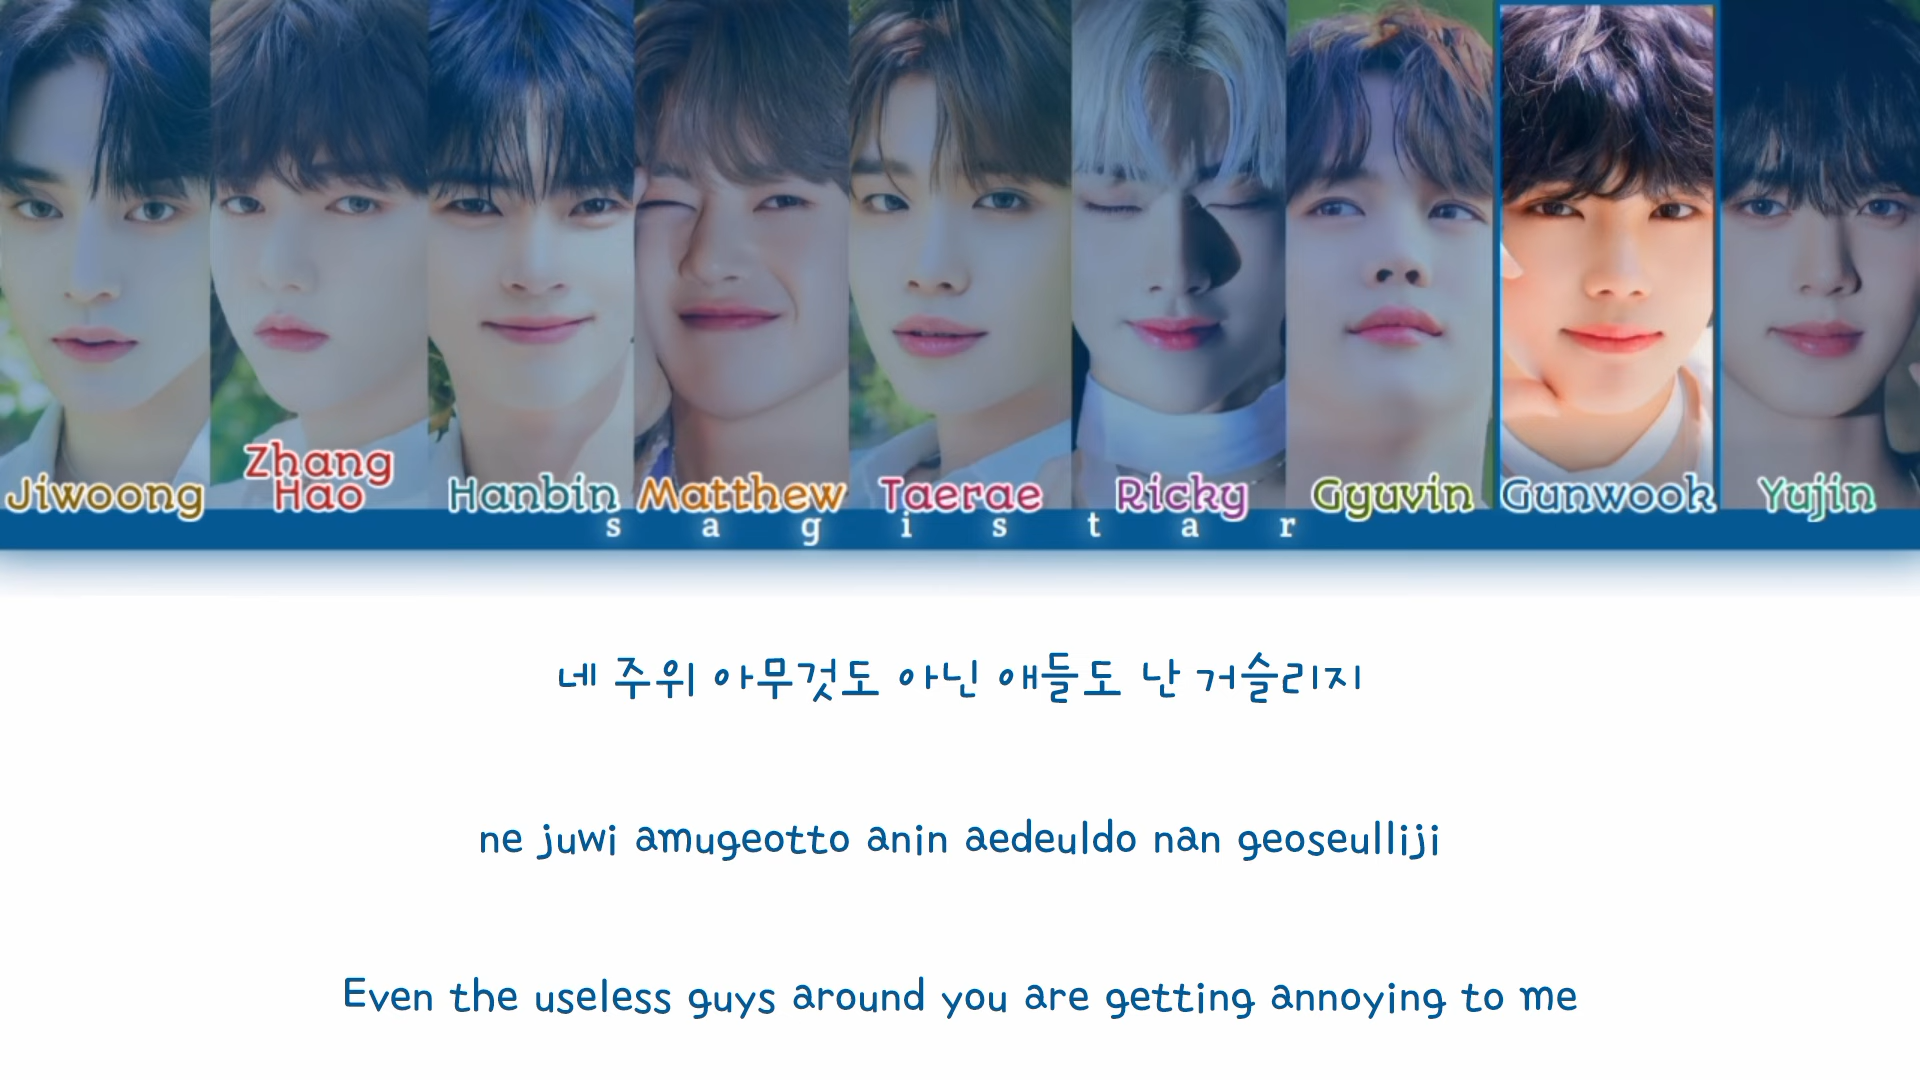 Jiwoong
Zhang
Hao
Hanbin
Matthew
Taerae
Ricky
Gyuvin
Gunwook
Yujin
sagistar
네 주위 아무것도 아닌 애들도 난 거슬리지
ne juwi amugeotto anin aedeuldo nan geoseulliji
Even the useless guys around you are getting annoying to me